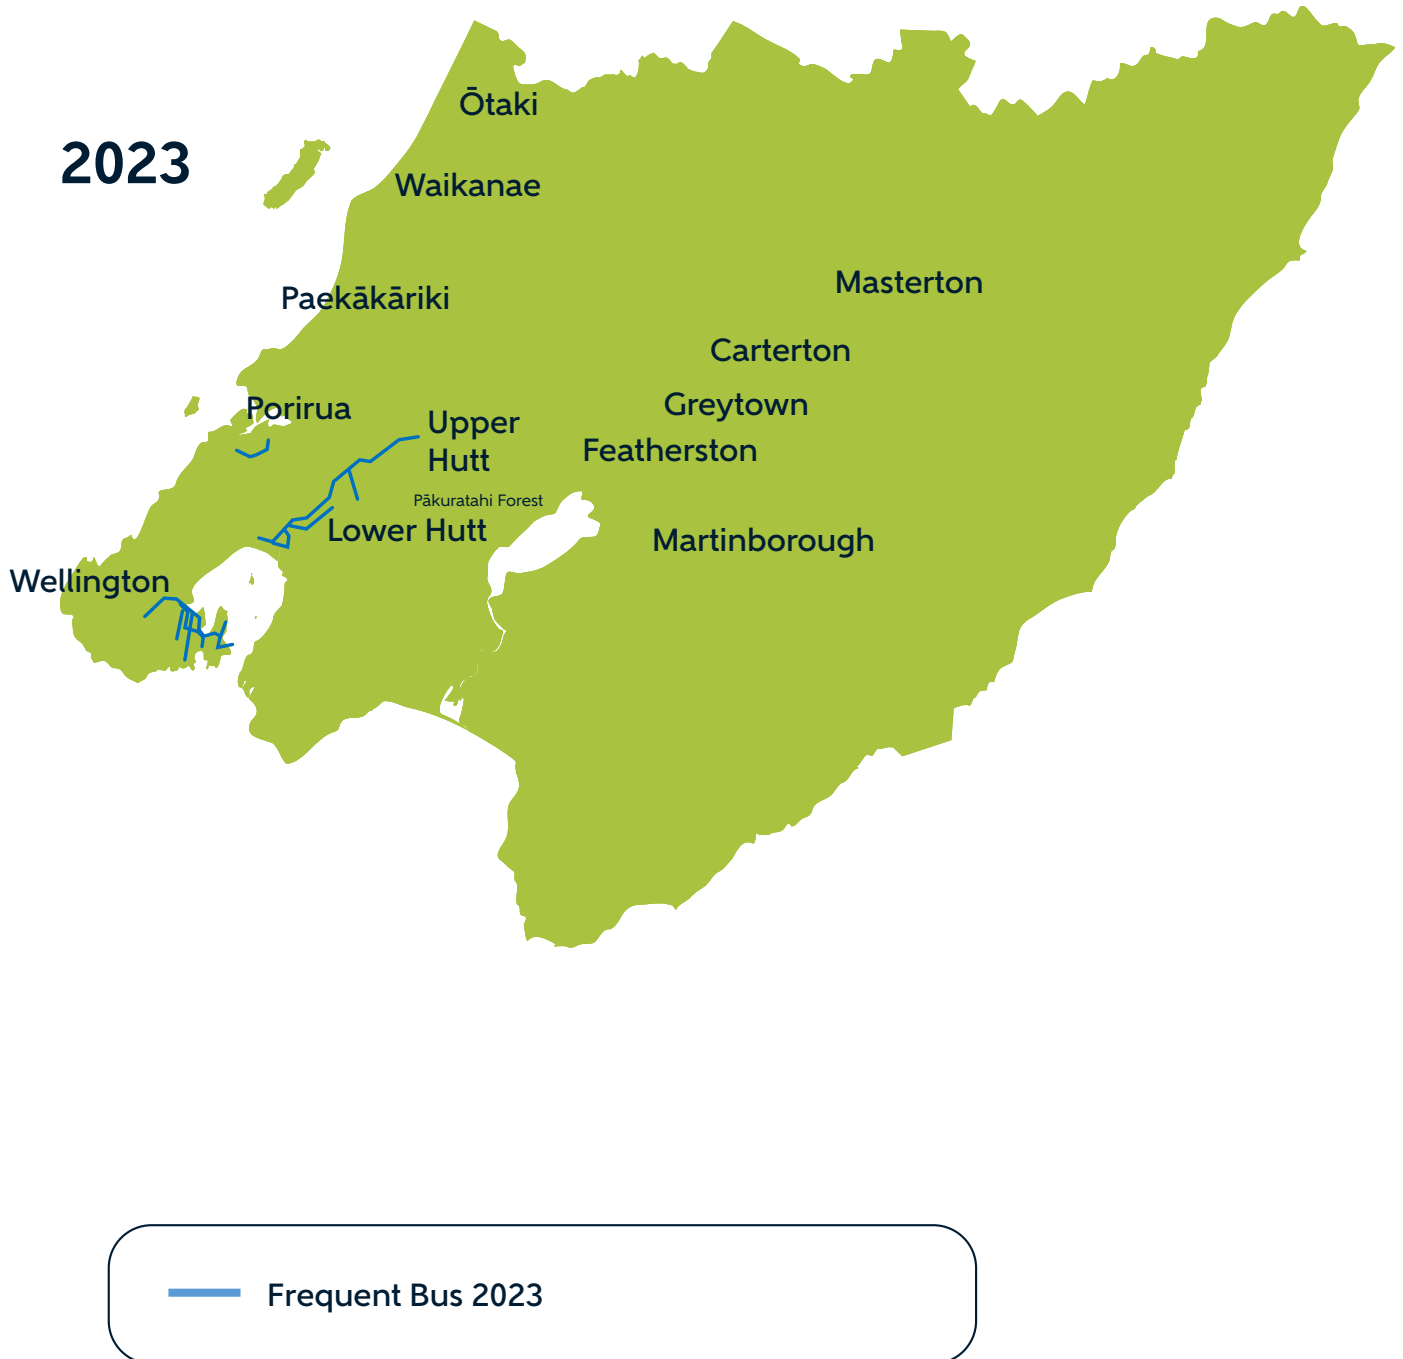 2023
Ōtaki
Waikanae
Masterton
Paekākāriki
Carterton
Greytown
Porirua
Upper
Hutt
Featherston
Pākuratahi Forest
Lower Hutt
Martinborough
Wellington
Frequent Bus 2023